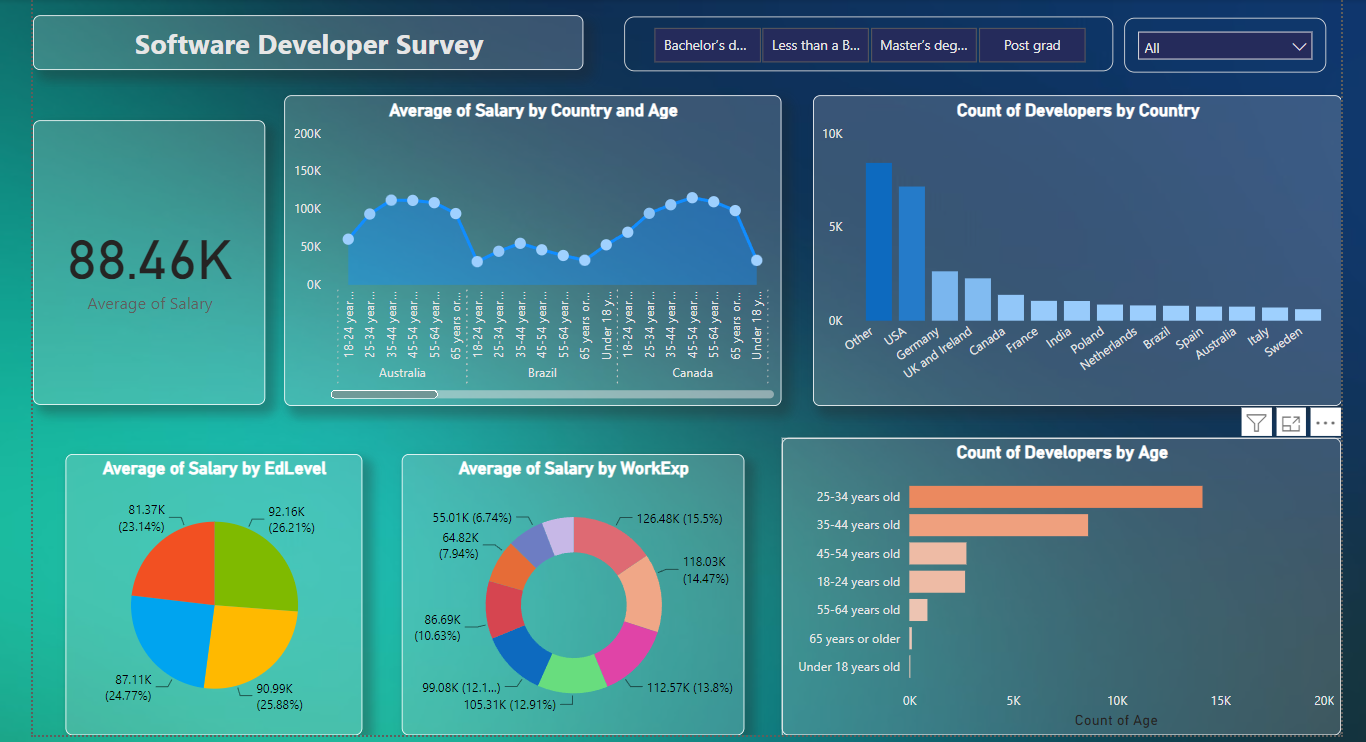 Software Developer Survey
Bachelor's d...
Less than a B...
Master's deg...
Post grad
All
88.46K
Average of Salary
Average of Salary by Country and Age
200K
150K
100K
50K
0K
18-24 year...
25-34 year...
35-44 year...
45-54 year...
55-64 year...
65 years or...
18-24 year...
25-34 year...
35-44 year...
45-54 year...
55-64 year...
65 years or...
Under 18 y...
18-24 year...
25-34 year...
35-44 year...
45-54 year...
55-64 year...
65 years or...
Under 18 y...
Australia
Brazil
Canada
Count of Developers by Country
10K
5K
0K
Other
USA
Germany
UK and Ireland
Canada
France
India
Poland
Netherlands
Brazil
Spain
Australia
Italy
Sweden
Average of Salary by EdLevel
81.37K
(23.14%)
92.16K
(26.21%)
87.11K
(24.77%)
90.99K
(25.88%)
Average of Salary by WorkExp
55.01K (6.74%)
126.48K (15.5%)
64.82K
(7.94%)
118.03K
(14.47%)
86.69K
(10.63%)
99.08K (12.1...)
112.57K (13.8%)
105.31K (12.91%)
Count of Developers by Age
25-34 years old
35-44 years old
45-54 years old
18-24 years old
55-64 years old
65 years or older
Under 18 years old
0K
5K
10K
15K
20K
Count of Age